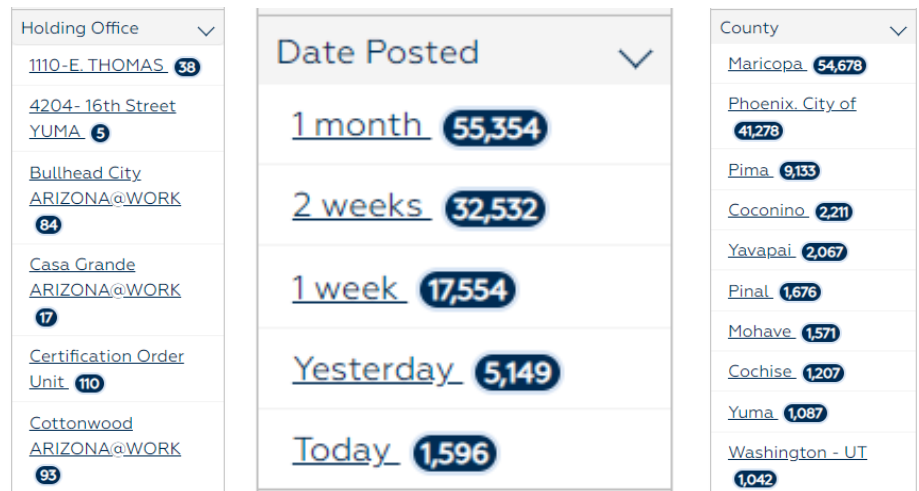 Holding Office
1110-E. THOMAS 38
4204- 16th Street
YUMA 5
Bullhead City
ARIZONA@WORK
84
Casa Grande
ARIZONA@WORK
17
Certification Order
Unit 110
Cottonwood
ARIZONA@WORK
93
Date Posted
1 month 55,354
2 weeks 32,532
1 week 17,554
Yesterday 5,149
Today 1,596
County
Maricopa 54,678
Phoenix. City of
41,278
Pima 9,133
Coconino 2,211
Yavapai 2,067
Pinal 1,676
Mohave 1,571
Cochise 1,207
Yuma 1,087
Washington - UT
1,042